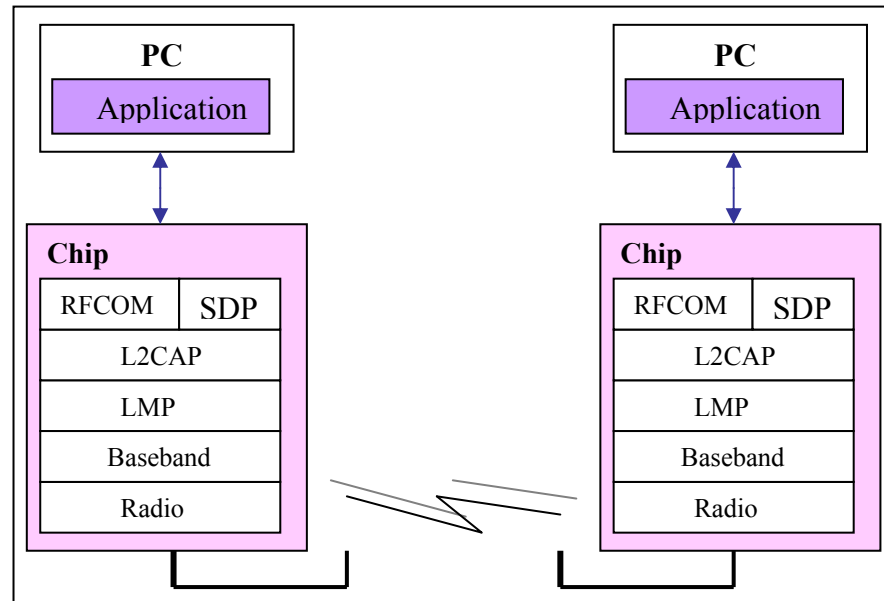 PC
Application
Chip
RFCOM SDP
L2CAP
LMP
Baseband
Radio
PC
Application
Chip
RFCOM SDP
L2CAP
LMP
Baseband
Radio